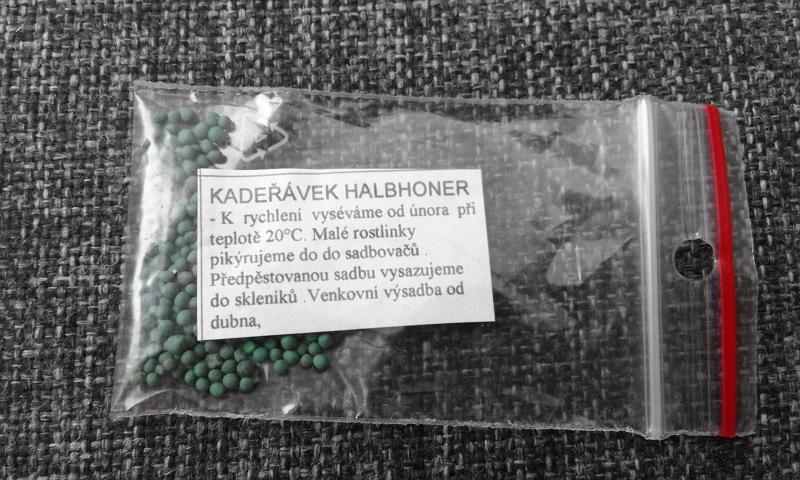 KADEŘÁVEK HALBHONER
- K rychlení vyséváme od února při
teplotě 20°C. Malé rostlinky
pikýrujeme do do sadbovačů .
Předpěstovanou sadbu vysazujeme
do skleníků .Venkovní výsadba od
dubna,